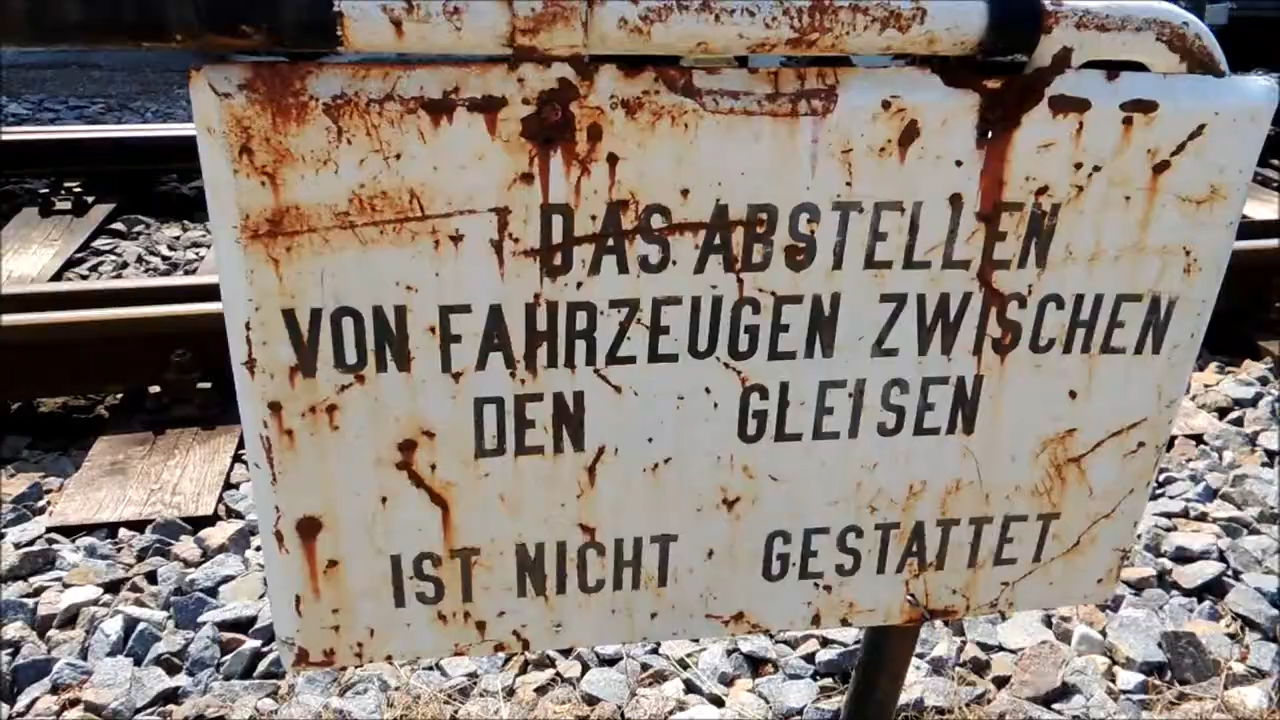 DAS ABSTELLEN
VON FAHRZEUGEN ZWISCHEN
DEN GLEISEN
IST NICHT GESTATTET